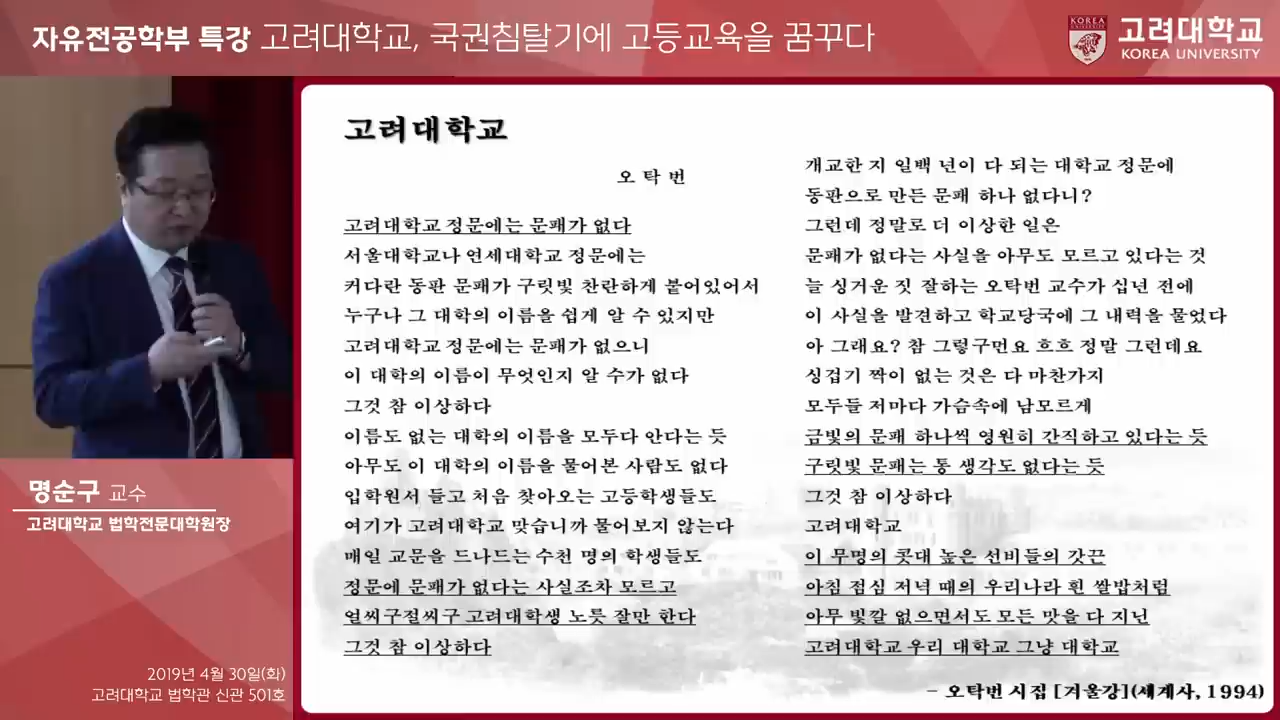 자유전공학부 특강 고려대학교, 국권침탈기에 고등교육을 꿈꾸다
KOREA
UNIVERSITY
고려대학교
KOREA UNIVERSITY
고려대학교
오 탁 번
고려대학교 정문에는 문패가 없다
서울대학교나 연세대학교 정문에는
커다란 동판 문패가 구릿빛 찬란하게 붙어있어서
누구나 그 대학의 이름을 쉽게 알 수 있지만
고려대학교 정문에는 문패가 없으니
이 대학의 이름이 무엇인지 알 수가 없다
그것 참 이상하다
이름도 없는 대학의 이름을 모두다 안다는 듯
아무도 이 대학의 이름을 물어본 사람도 없다
입학원서 들고 처음 찾아오는 고등학생들도
여기가 고려대학교 맞습니까 물어보지 않는다
매일 교문을 드나드는 수천 명의 학생들도
정문에 문패가 없다는 사실조차 모르고
얼씨구절씨구 고려대학생 노릇 잘만 한다
그것 참 이상하다
개교한 지 일백 년이 다 되는 대학교 정문에
동판으로 만든 문패 하나 없다니?
그런데 정말로 더 이상한 일은
문패가 없다는 사실을 아무도 모르고 있다는 것
늘 싱거운 짓 잘하는 오탁번 교수가 십년 전에
이 사실을 발견하고 학교당국에 그 내력을 물었다
아 그래요? 참 그렇구먼요 흐흐 정말 그런데요
싱겁기 짝이 없는 것은 다 마찬가지
모두들 저마다 가슴속에 남모르게
금빛의 문패 하나씩 영원히 간직하고 있다는 듯
구릿빛 문패는 통 생각도 없다는 듯
그것 참 이상하다
고려대학교
이 무명의 콧대 높은 선비들의 갓끈
아침 점심 저녁 때의 우리나라 흰 쌀밥처럼
아무 빛깔 없으면서도 모든 맛을 다 지닌
고려대학교 우리 대학교 그냥 대학교
- 오탁번 시집 [겨울강](세계사, 1994)
명순구 교수
고려대학교 법학전문대학원장
2019년 4월 30일(화)
고려대학교 법학관 신관 501호